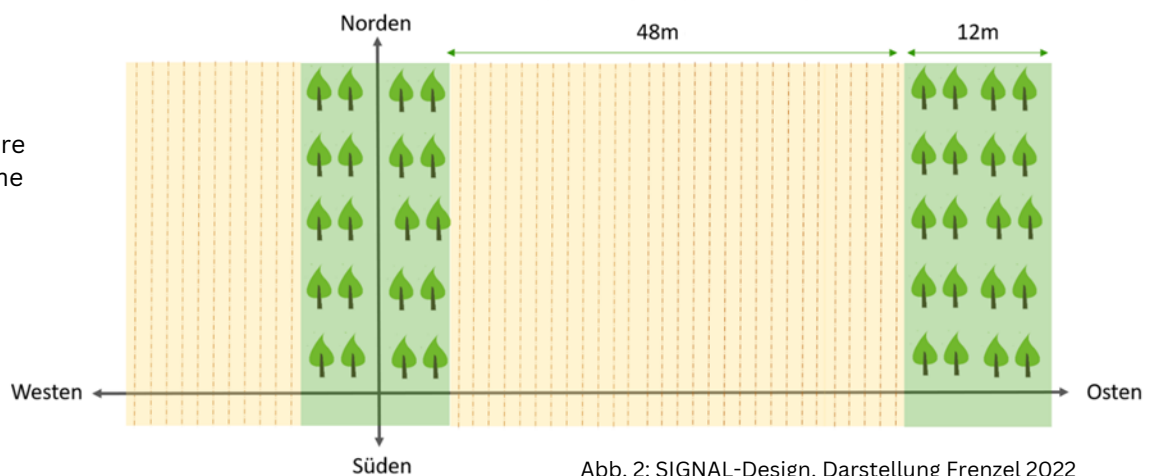 Norden
48m
12m
re
ne
Westen
Osten
Süden
Abb. 2: SIGNAL-Design, Darstellung Frenzel 2022